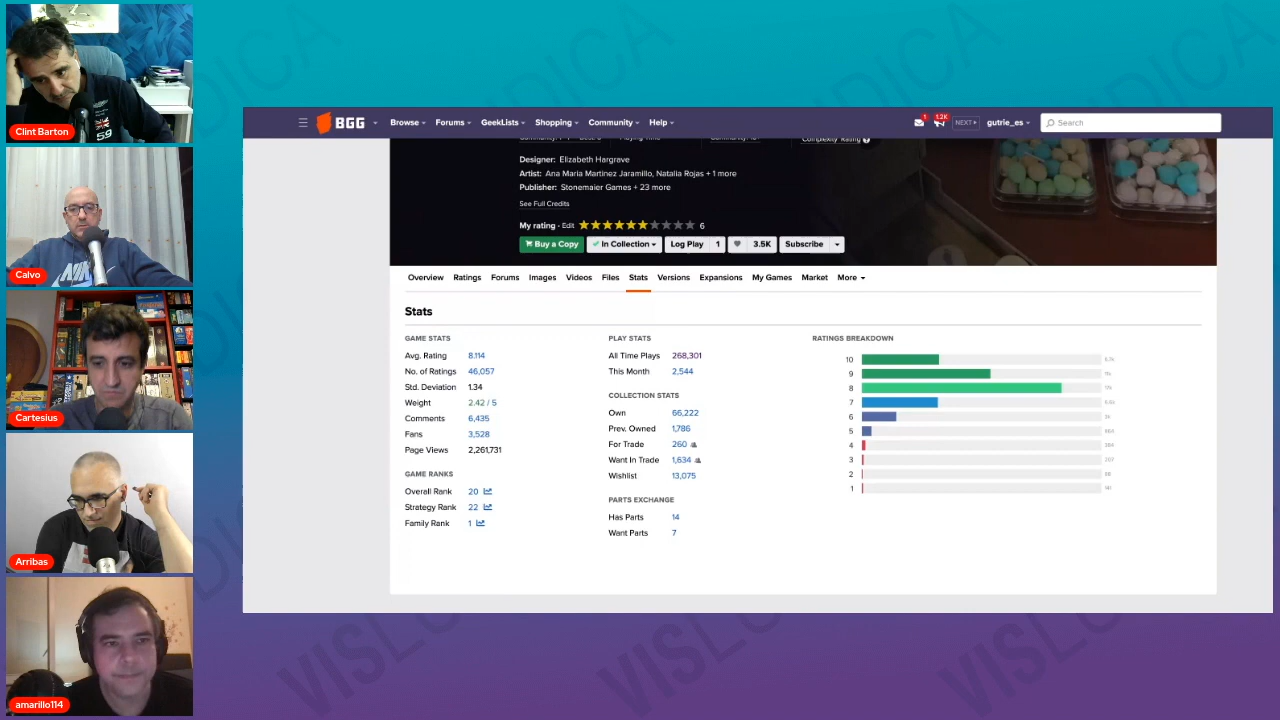 Clint Barton
59
Calvo
Cartesius
Arribas
amarillo114
BGG
Browse
Forums
GeekLists
Shopping
Community
Help
1
1.2K
NEXT
gutrie_es
Search
Complexity Rating
Designer: Elizabeth Hargrave
Artist: Ana Maria Martinez Jaramillo, Natalia Rojas + 1 more
Publisher: Stonemaier Games + 23 more
See Full Credits
My rating · Edit 6
Buy a Copy In Collection Log Play 1 3.5K Subscribe
Overview Ratings Forums Images Videos Files Stats Versions Expansions My Games Market More
Stats
GAME STATS
Avg. Rating 8.114
No. of Ratings 46,057
Std. Deviation 1.34
Weight 2.42 / 5
Comments 6,435
Fans 3,528
Page Views 2,261,731
GAME RANKS
Overall Rank 20
Strategy Rank 22
Family Rank 1
PLAY STATS
All Time Plays 268,301
This Month 2,544
COLLECTION STATS
Own 66,222
Prev. Owned 1,786
For Trade 260
Want In Trade 1,634
Wishlist 13,075
PARTS EXCHANGE
Has Parts 14
Want Parts 7
RATINGS BREAKDOWN
10
9
8
7
6
5
4
3
2
1